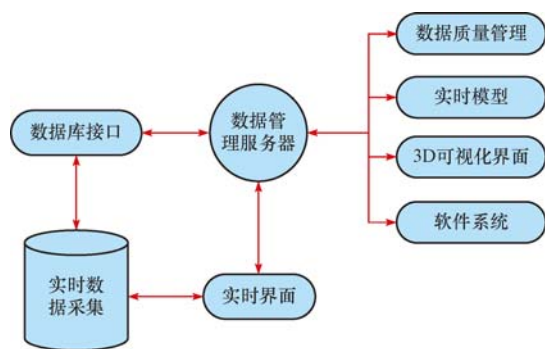 数据质量管理
实时模型
数据库接口
数据管
理服务器
3D可视化界面
软件系统
实时数
据采集
实时界面